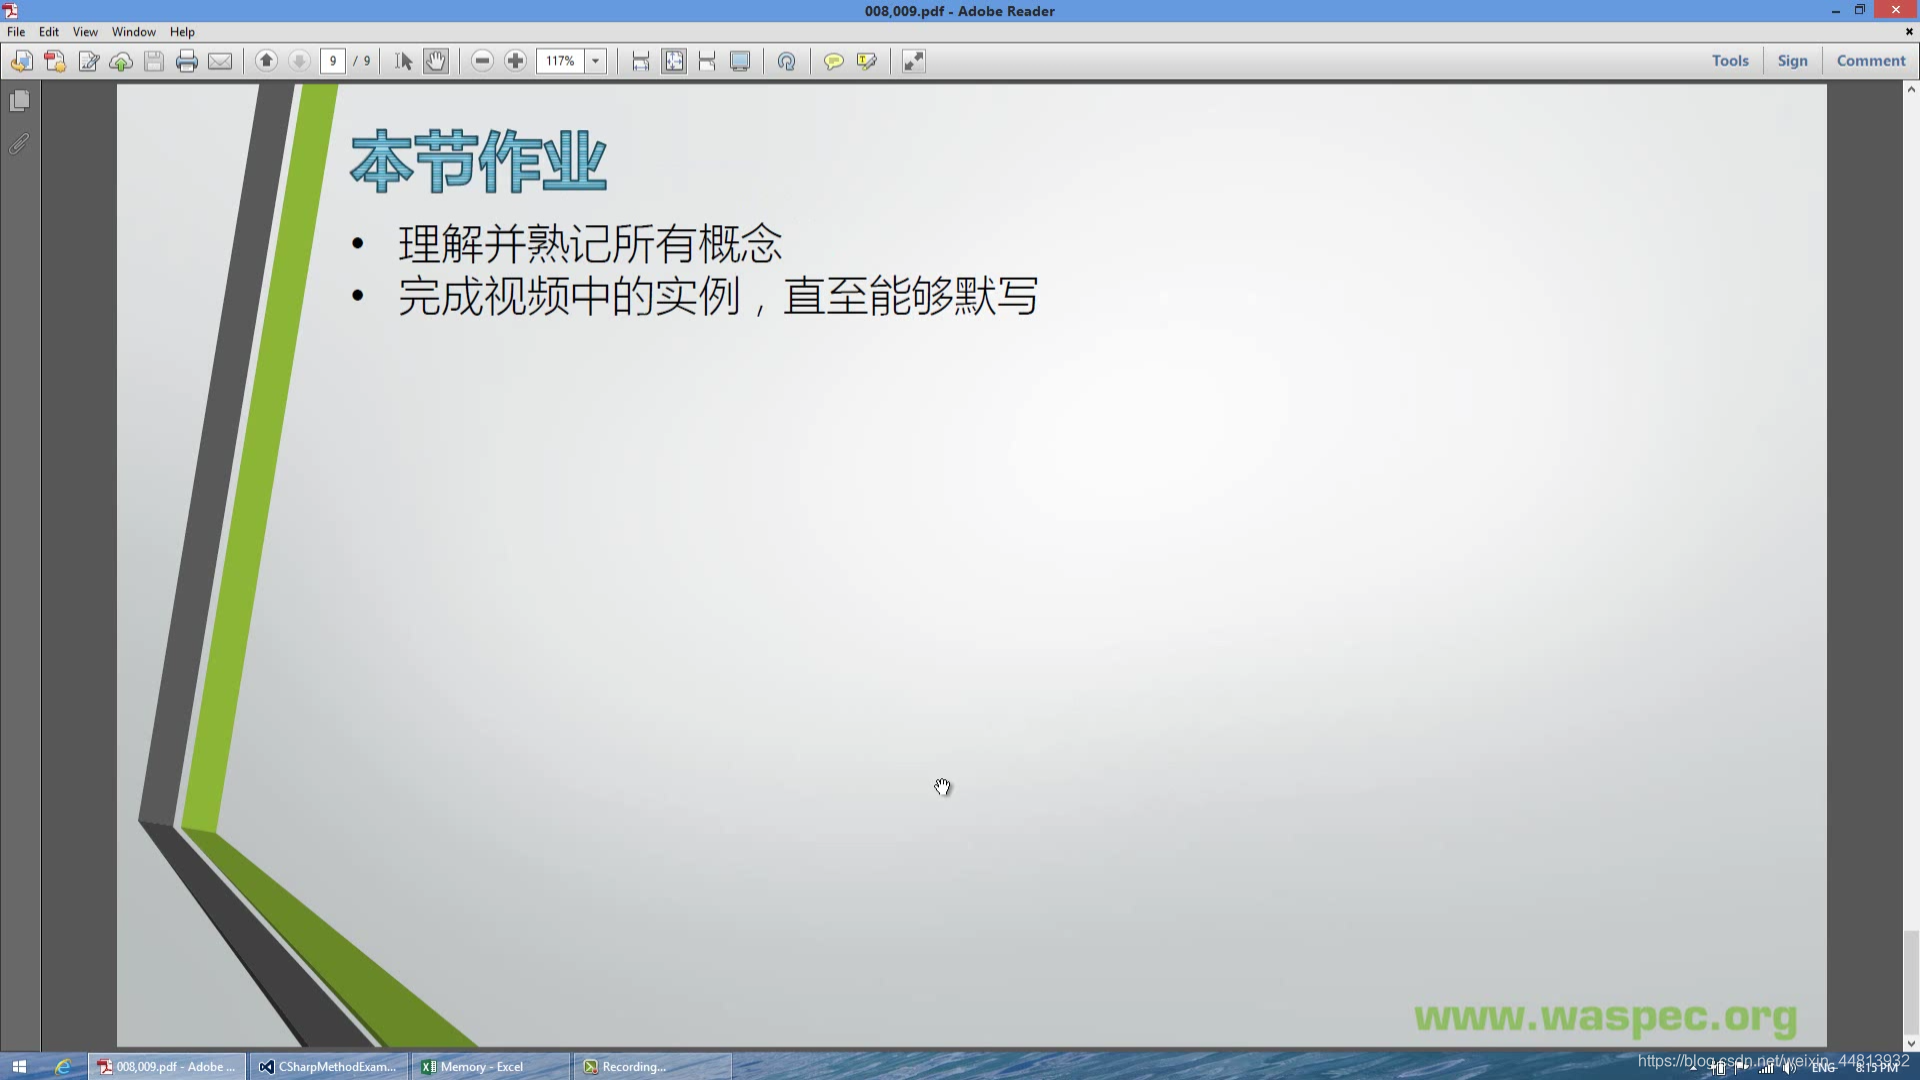 008,009.pdf - Adobe Reader
File Edit View Window Help
9 / 9
117%
Tools Sign Comment
本节作业
• 理解并熟记所有概念
• 完成视频中的实例，直至能够默写
www.waspec.org
https://blog.csdn.net/weixin_44813932
008,009.pdf - Adobe ...
CSharpMethodExam...
Memory - Excel
Recording...
ENG
8:15 PM